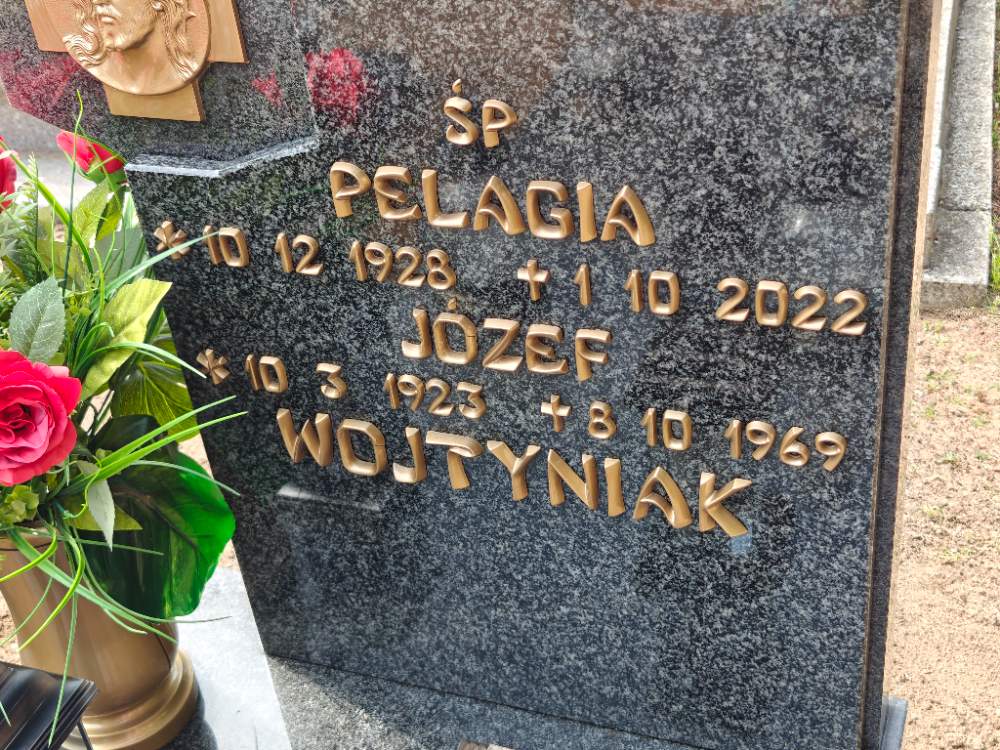 ŚP
PELAGIA
* 10 12 1928 † 1 10 2022
JÓZEF
* 10 3 1923 † 8 10 1969
WOJTYNIAK